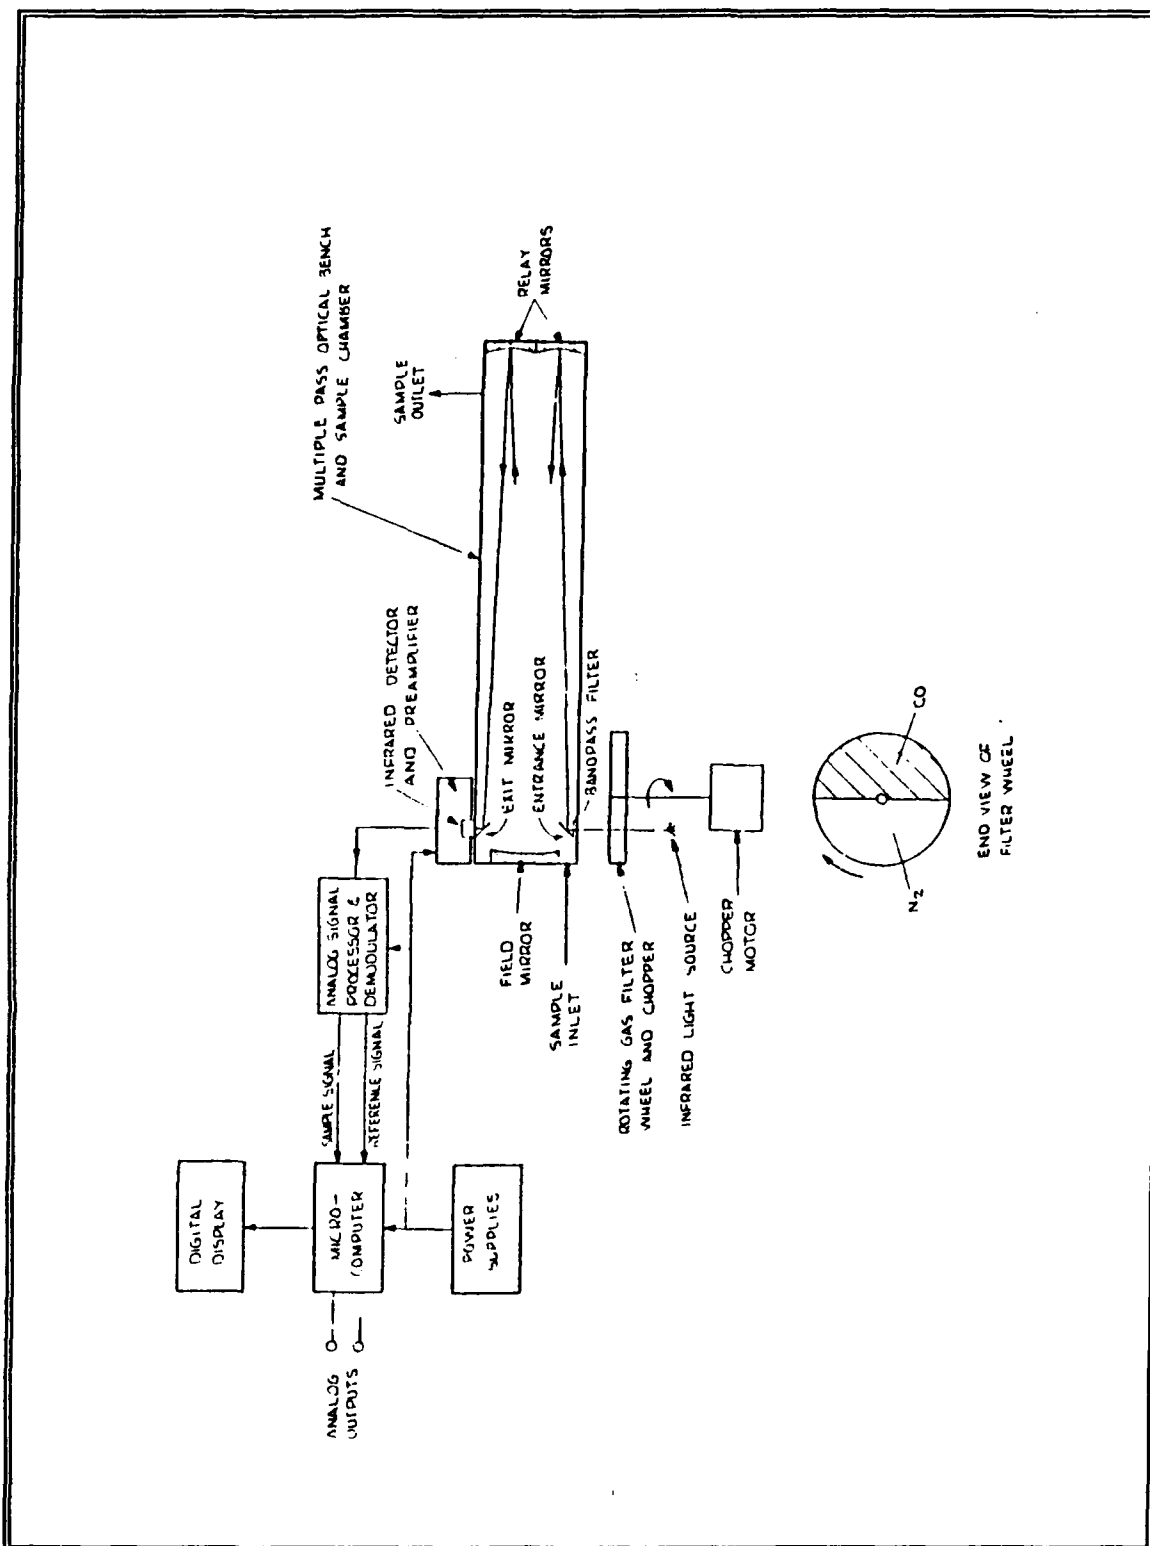 MULTIPLE PASS OPTICAL BENCH
AND SAMPLE CHAMBER
SAMPLE
OUTLET
RELAY
MIRRORS
INFRARED DETECTOR
AND PREAMPLIFIER
EXIT MIRROR
ENTRANCE MIRROR
BANDPASS FILTER
DIGITAL
DISPLAY
ANALOG SIGNAL
PROCESSOR &
DEMODULATOR
SAMPLE SIGNAL
REFERENCE SIGNAL
ANALOG
OUTPUTS
MICRO-
COMPUTER
POWER
SUPPLIES
FIELD
MIRROR
SAMPLE
INLET
ROTATING GAS FILTER
WHEEL AND CHOPPER
INFRARED LIGHT SOURCE
CHOPPER
MOTOR
N2
CO
END VIEW OF
FILTER WHEEL